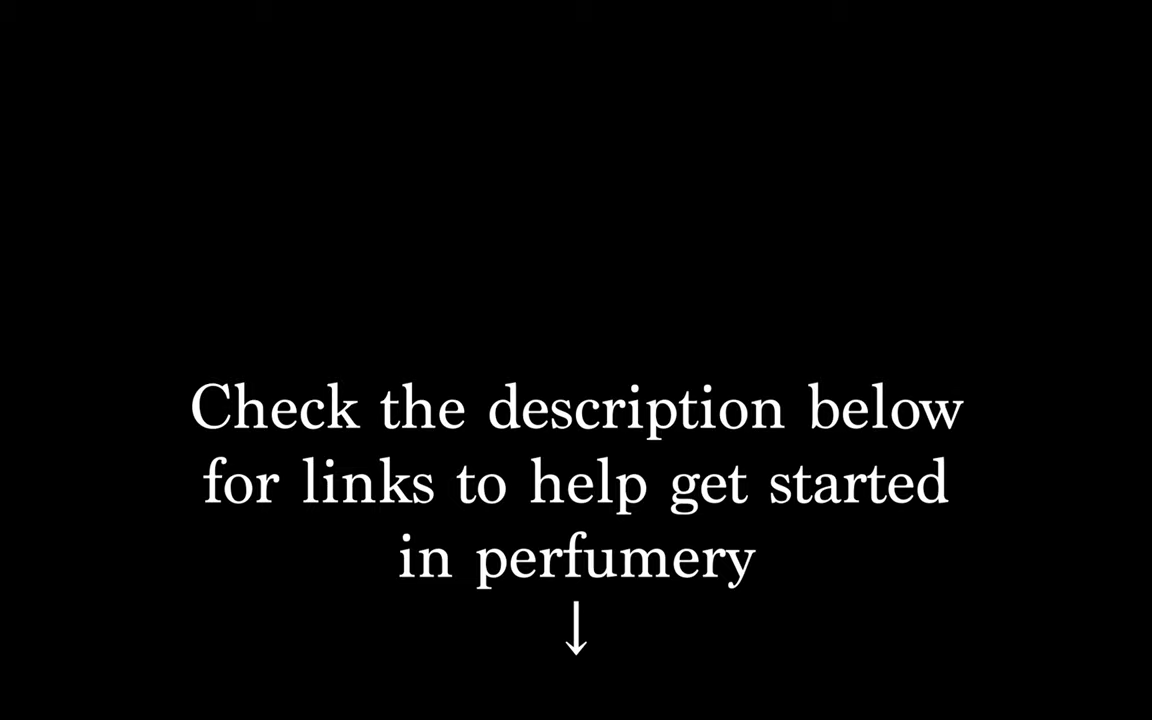 Check the description below
for links to help get started
in perfumery
↓